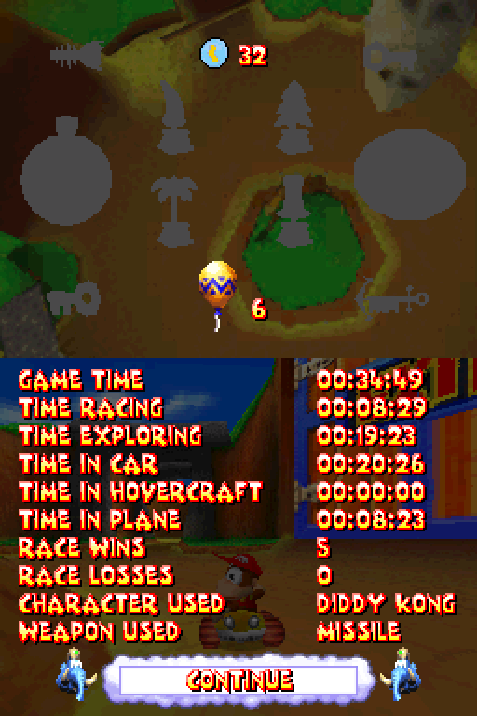 32
6
GAME TIME 00:34:49
TIME RACING 00:08:29
TIME EXPLORING 00:19:23
TIME IN CAR 00:20:26
TIME IN HOVERCRAFT 00:00:00
TIME IN PLANE 00:08:23
RACE WINS 5
RACE LOSSES 0
CHARACTER USED DIDDY KONG
WEAPON USED MISSILE
CONTINUE